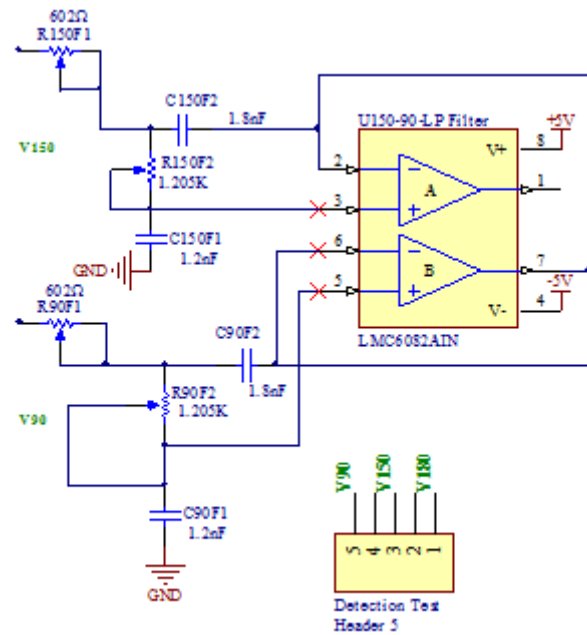 602Ω
R150F1
C150F2
1.8nF
V150
R150F2
1.205K
C150F1
1.2nF
GND
U150-90-LP Filter
+5V
8
V+
2
A
1
3
6
B
7
5
-5V
V-
4
LMC6082AIN
602Ω
R90F1
C90F2
1.8nF
V90
R90F2
1.205K
C90F1
1.2nF
GND
V90
V150
V180
5
4
3
2
1
Detection Test
Header 5